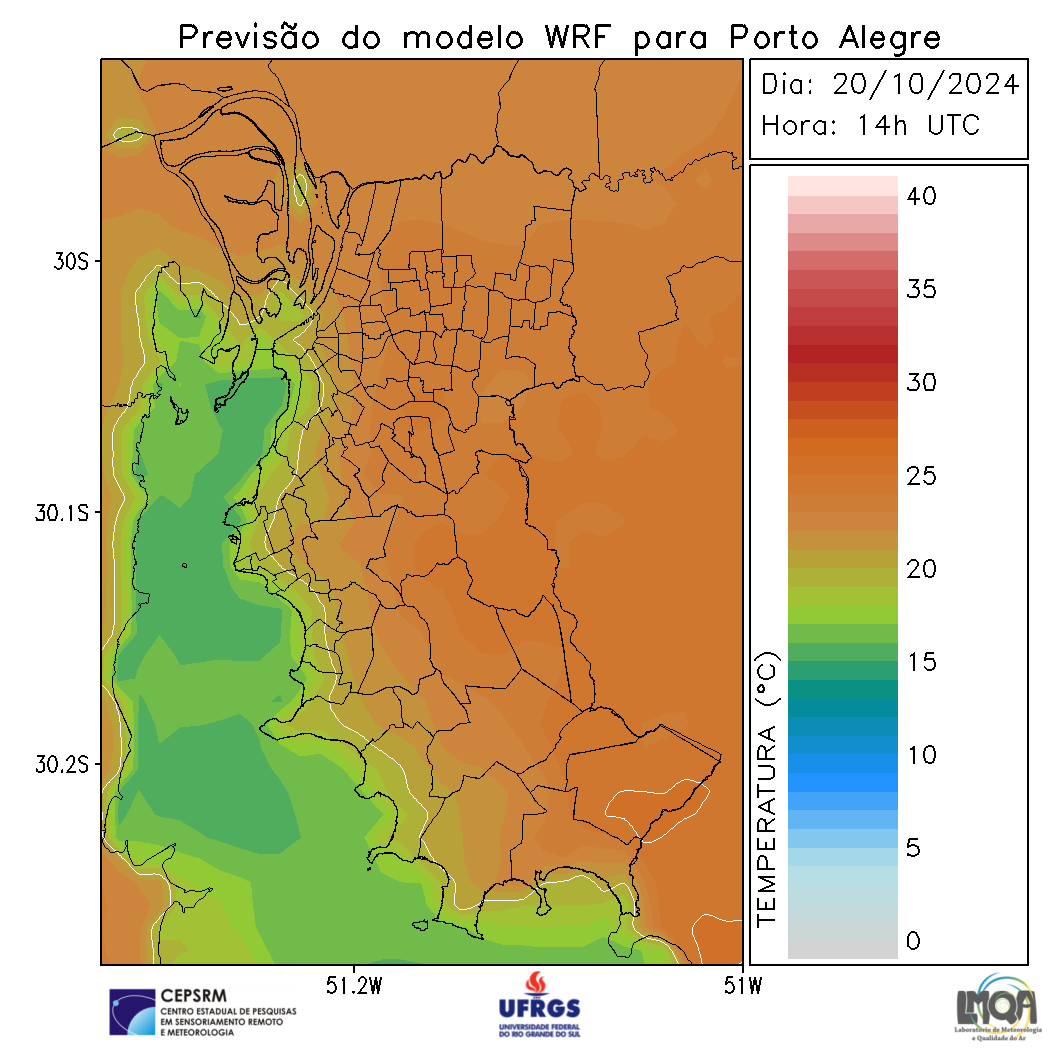 Previsão do modelo WRF para Porto Alegre
Dia: 20/10/2024
Hora: 14h UTC
30S
30.1S
30.2S
51.2W
51W
TEMPERATURA (°C)
40
35
30
25
20
15
10
5
0
CEPSRM
CENTRO ESTADUAL DE PESQUISAS
EM SENSORIAMENTO REMOTO
E METEOROLOGIA
UFRGS
UNIVERSIDADE FEDERAL
DO RIO GRANDE DO SUL
LMQA
Laboratório de Meteorologia
e Qualidade do Ar